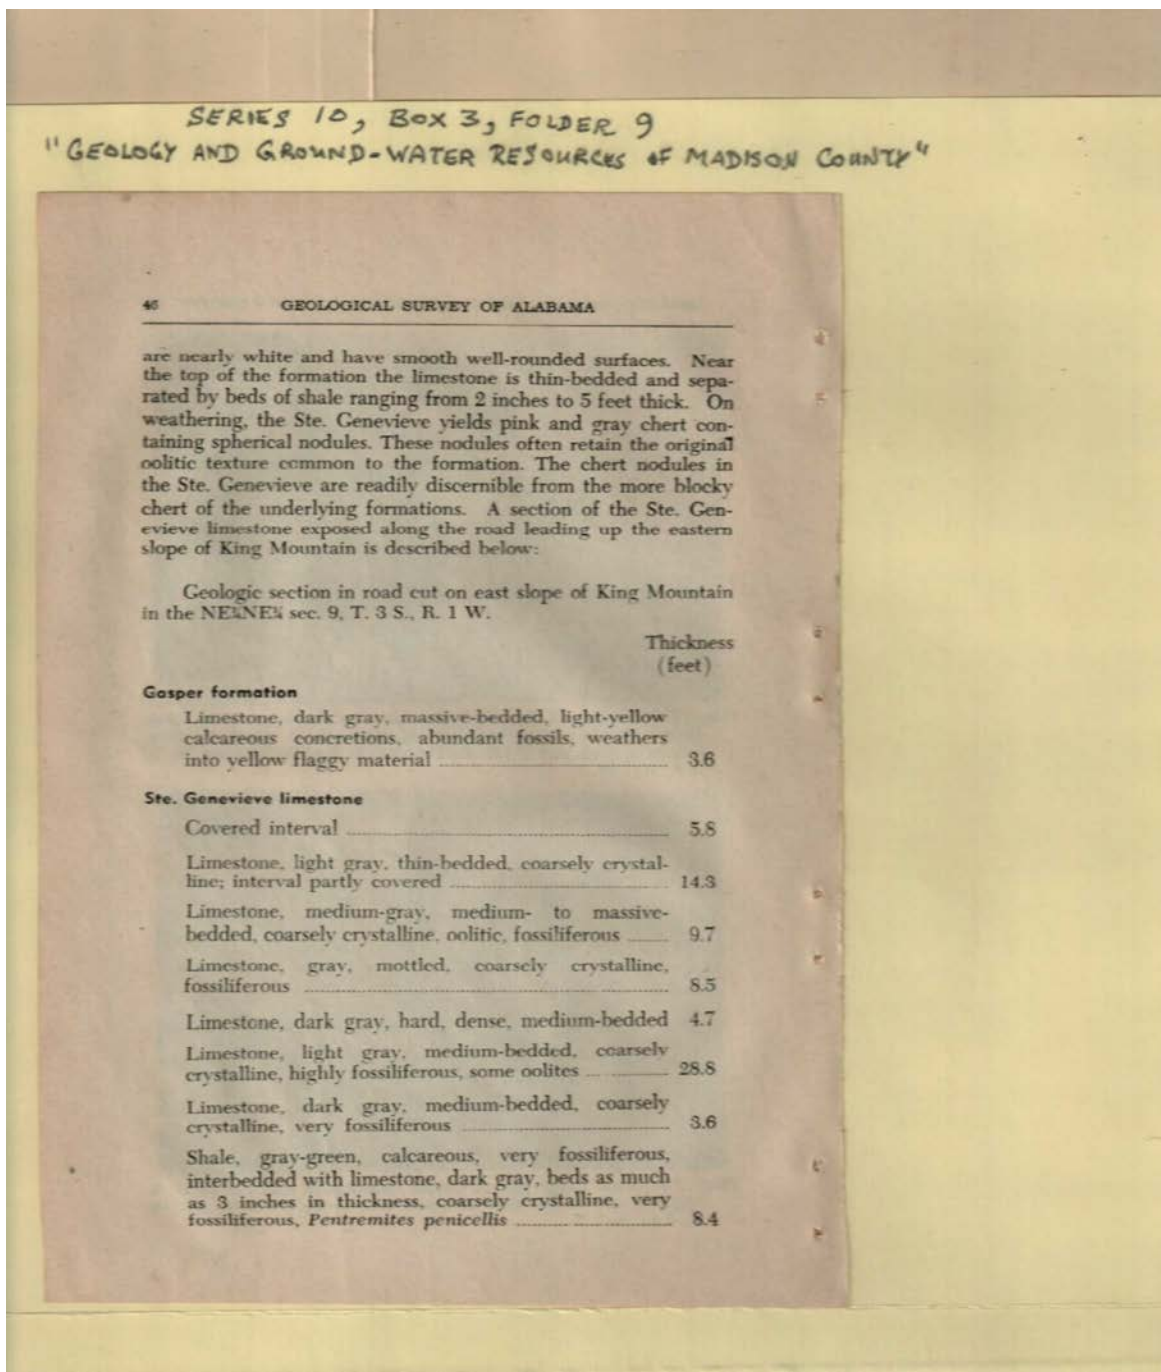 SERIES 10, BOX 3, FOLDER 9
"GEOLOGY AND GROUND-WATER RESOURCES OF MADISON COUNTY"
46 GEOLOGICAL SURVEY OF ALABAMA
are nearly white and have smooth well-rounded surfaces. Near
the top of the formation the limestone is thin-bedded and sepa-
rated by beds of shale ranging from 2 inches to 5 feet thick. On
weathering, the Ste. Genevieve yields pink and gray chert con-
taining spherical nodules. These nodules often retain the original
oolitic texture common to the formation. The chert nodules in
the Ste. Genevieve are readily discernible from the more blocky
chert of the underlying formations. A section of the Ste. Gen-
evieve limestone exposed along the road leading up the eastern
slope of King Mountain is described below:
Geologic section in road cut on east slope of King Mountain
in the NE¼NE¼ sec. 9, T. 3 S., R. 1 W.
Thickness
(feet)
Gasper formation
Limestone, dark gray, massive-bedded, light-yellow
calcareous concretions, abundant fossils, weathers
into yellow flaggy material 3.6
Ste. Genevieve limestone
Covered interval 5.8
Limestone, light gray, thin-bedded, coarsely crystal-
line; interval partly covered 14.3
Limestone, medium-gray, medium- to massive-
bedded, coarsely crystalline, oolitic, fossiliferous 9.7
Limestone, gray, mottled, coarsely crystalline,
fossiliferous 8.5
Limestone, dark gray, hard, dense, medium-bedded 4.7
Limestone, light gray, medium-bedded, coarsely
crystalline, highly fossiliferous, some oolites 28.8
Limestone, dark gray, medium-bedded, coarsely
crystalline, very fossiliferous 3.6
Shale, gray-green, calcareous, very fossiliferous,
interbedded with limestone, dark gray, beds as much
as 3 inches in thickness, coarsely crystalline, very
fossiliferous, Pentremites penicellis 8.4